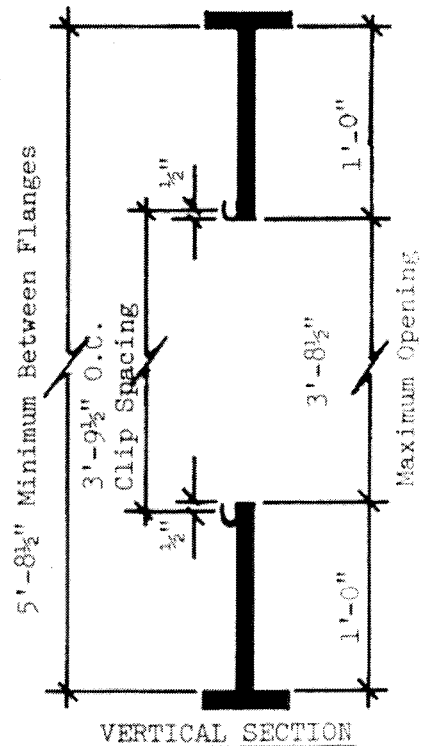 5'-8½" Minimum Between Flanges
3'-9½" O.C.
Clip Spacing
½"
½"
1'-0"
3'-8½"
Maximum Opening
1'-0"
VERTICAL SECTION